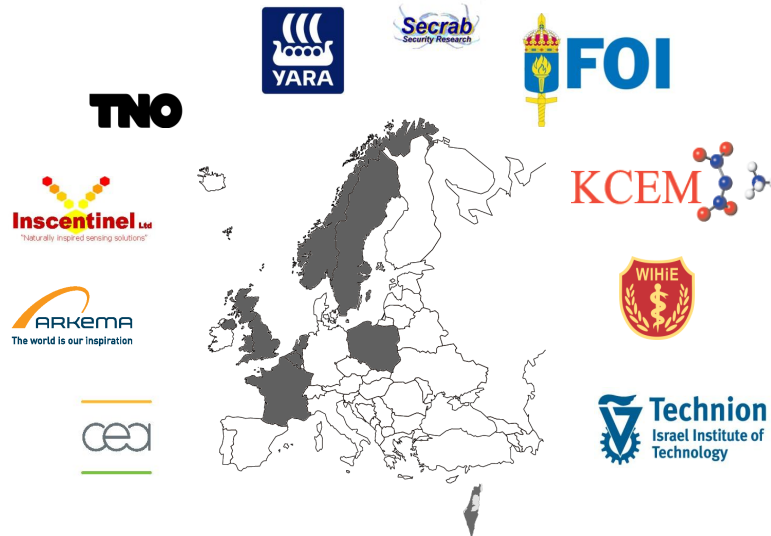 Secrab
Security Research
YARA
FOI
TNO
KCEM
Inscentinel Ltd
"Naturally inspired sensing solutions"
WIHiE
ARKEMA
The world is our inspiration
Technion
Israel Institute of
Technology
cea